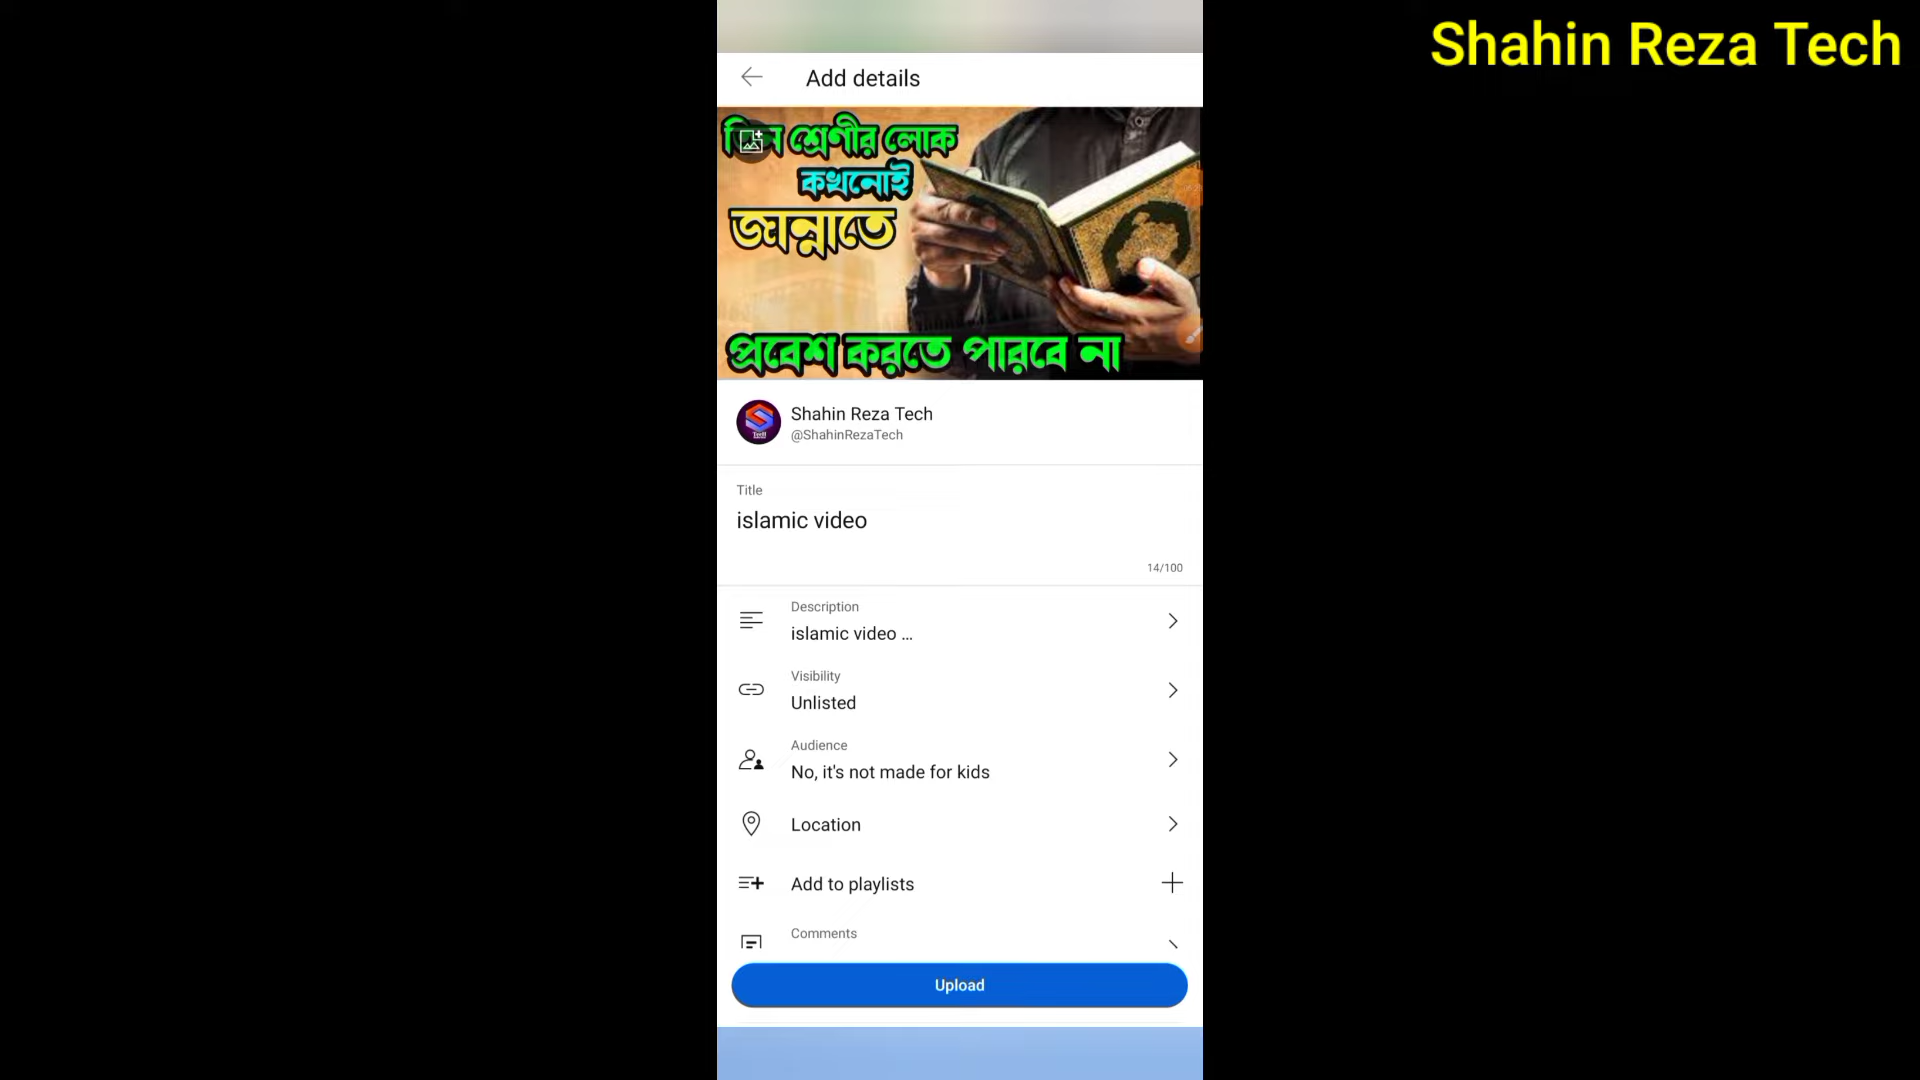 Shahin Reza Tech
Add details
তিন শ্রেণীর লোক
কখনোই
জান্নাতে
প্রবেশ করতে পারবে না
Shahin Reza Tech
@ShahinRezaTech
Title
islamic video
14/100
Description
islamic video ...
Visibility
Unlisted
Audience
No, it's not made for kids
Location
Add to playlists
Comments
Upload